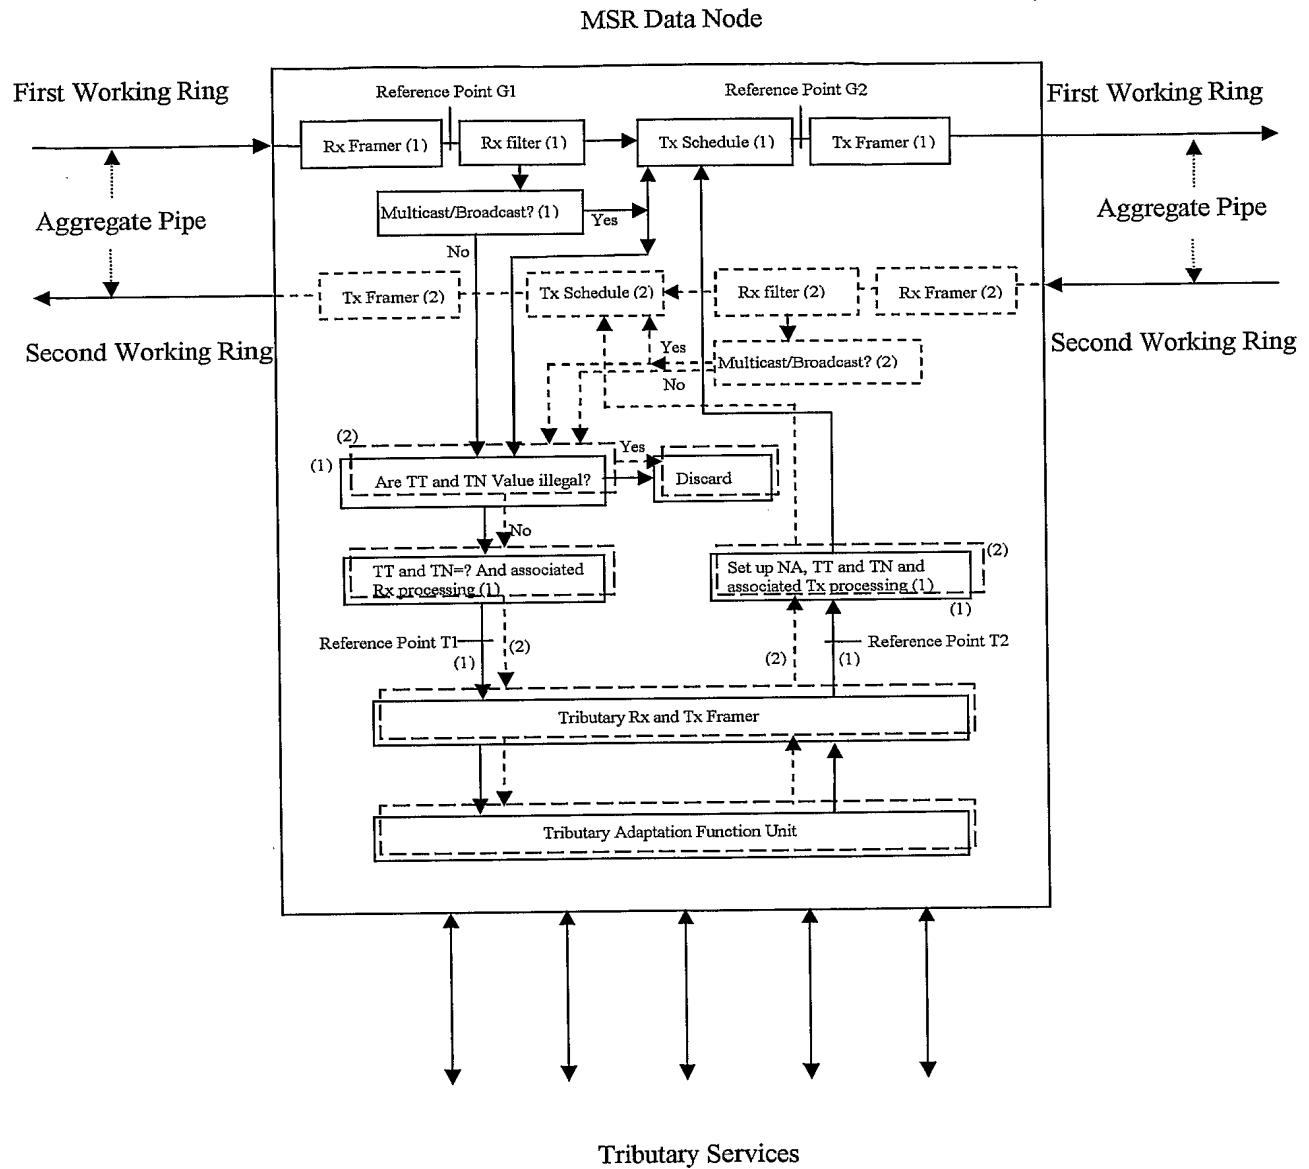 MSR Data Node
First Working Ring
Reference Point G1
Reference Point G2
First Working Ring
Rx Framer (1)
Rx filter (1)
Tx Schedule (1)
Tx Framer (1)
Multicast/Broadcast? (1)
Yes
Aggregate Pipe
Aggregate Pipe
No
Tx Framer (2)
Tx Schedule (2)
Rx filter (2)
Rx Framer (2)
Second Working Ring
Second Working Ring
Yes
Multicast/Broadcast? (2)
No
(2)
(1)
Yes
Are TT and TN Value illegal?
Discard
No
(2)
TT and TN=? And associated
Rx processing (1)
Set up NA, TT and TN and
associated Tx processing (1)
(1)
Reference Point T1
(2)
(1)
(2)
(1)
Reference Point T2
Tributary Rx and Tx Framer
Tributary Adaptation Function Unit
Tributary Services